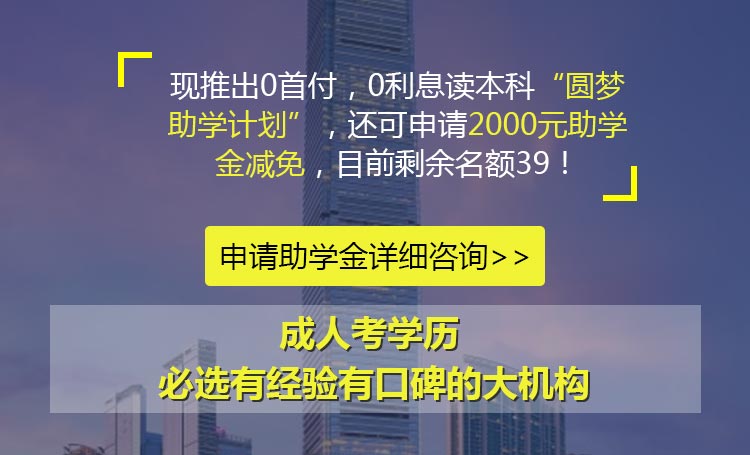 现推出0首付，0利息读本科“圆梦
助学计划”，还可申请2000元助学
金减免，目前剩余名额39！
申请助学金详细咨询>>
成人考学历
必选有经验有口碑的大机构